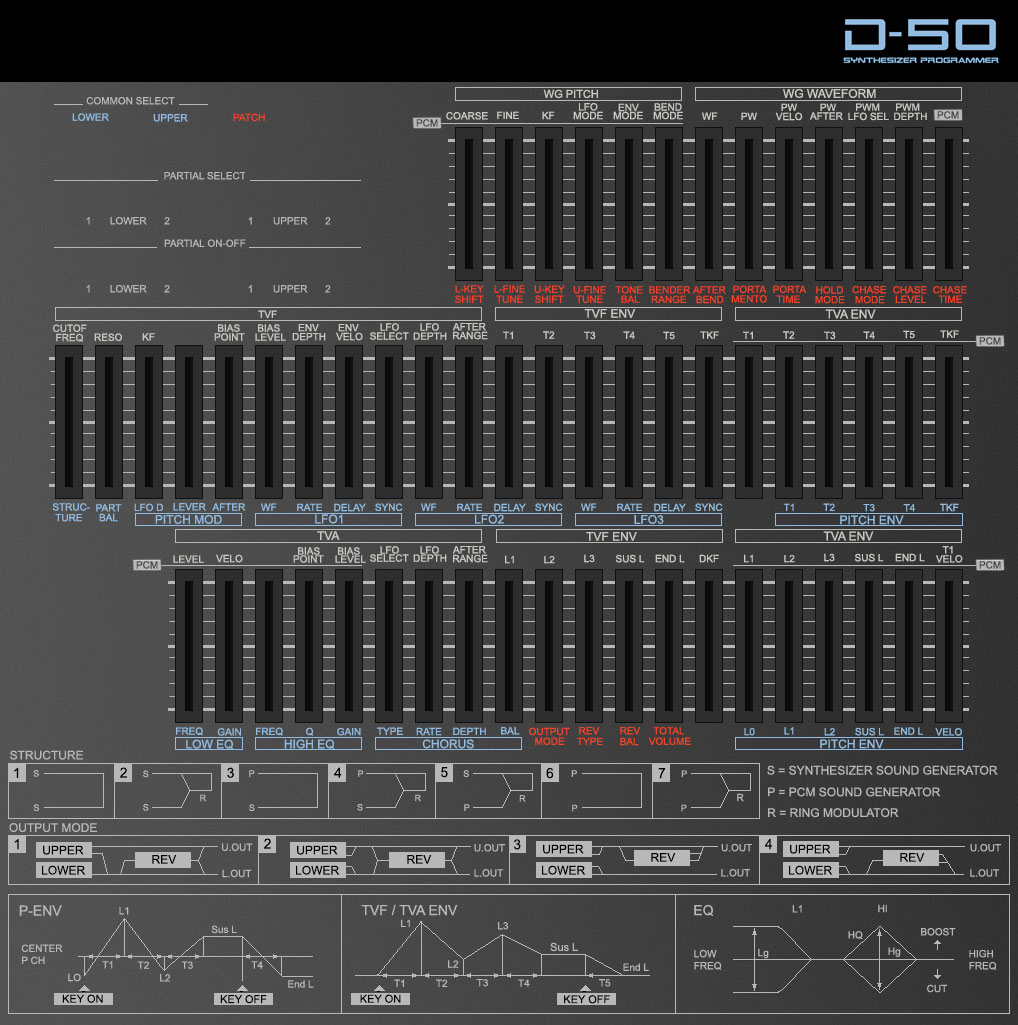 D-50
SYNTHESIZER PROGRAMMER
COMMON SELECT
LOWER UPPER PATCH
PARTIAL SELECT
1 LOWER 2 1 UPPER 2
PARTIAL ON-OFF
1 LOWER 2 1 UPPER 2
WG PITCH WG WAVEFORM
PCM COARSE FINE KF LFO MODE ENV MODE BEND MODE WF PW PW VELO PW AFTER PWM LFO SEL PWM DEPTH PCM
L-KEY SHIFT L-FINE TUNE U-KEY SHIFT U-FINE TUNE TONE BAL BENDER RANGE AFTER BEND PORTA MENTO PORTA TIME HOLD MODE CHASE MODE CHASE LEVEL CHASE TIME
TVF TVF ENV TVA ENV
CUTOF FREQ RESO KF BIAS POINT BIAS LEVEL ENV DEPTH ENV VELO LFO SELECT LFO DEPTH AFTER RANGE T1 T2 T3 T4 T5 TKF T1 T2 T3 T4 T5 TKF PCM
STRUC-TURE PART BAL LFO D LEVER AFTER WF RATE DELAY SYNC WF RATE DELAY SYNC WF RATE DELAY SYNC T1 T2 T3 T4 TKF
PITCH MOD LFO1 LFO2 LFO3 PITCH ENV
TVA TVF ENV TVA ENV
PCM LEVEL VELO BIAS POINT BIAS LEVEL LFO SELECT LFO DEPTH AFTER RANGE L1 L2 L3 SUS L END L DKF L1 L2 L3 SUS L END L T1 VELO PCM
FREQ GAIN FREQ Q GAIN TYPE RATE DEPTH BAL OUTPUT MODE REV TYPE REV BAL TOTAL VOLUME L0 L1 L2 SUS L END L VELO
LOW EQ HIGH EQ CHORUS PITCH ENV
STRUCTURE
1 S S
2 S S R
3 P S
4 P S R
5 S P R
6 P P
7 P P R
S = SYNTHESIZER SOUND GENERATOR
P = PCM SOUND GENERATOR
R = RING MODULATOR
OUTPUT MODE
1 UPPER LOWER REV U.OUT L.OUT
2 UPPER LOWER REV U.OUT L.OUT
3 UPPER LOWER REV U.OUT L.OUT
4 UPPER LOWER REV U.OUT L.OUT
P-ENV
L1
Sus L
CENTER
P CH
T1 T2 T3 T4
LO L2 End L
KEY ON KEY OFF
TVF / TVA ENV
L1 L3
L2 Sus L
End L
T1 T2 T3 T4 T5
KEY ON KEY OFF
EQ L1 HI
HQ BOOST
LOW FREQ Lg Hg HIGH FREQ
CUT